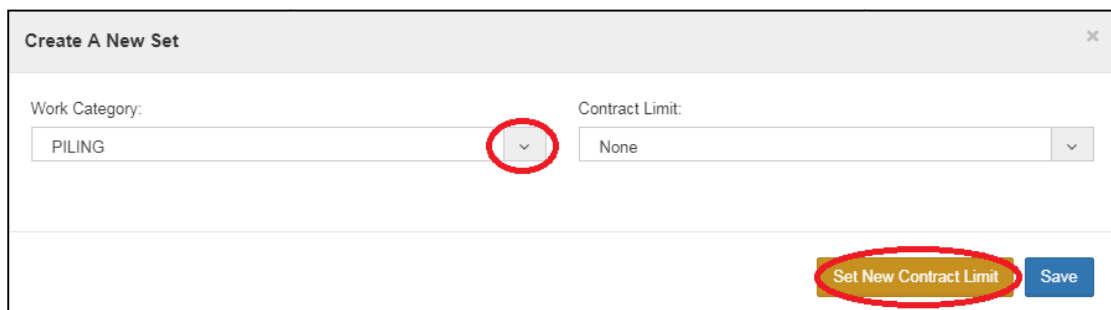 Create A New Set
×
Work Category:
Contract Limit:
PILING
None
Set New Contract Limit
Save